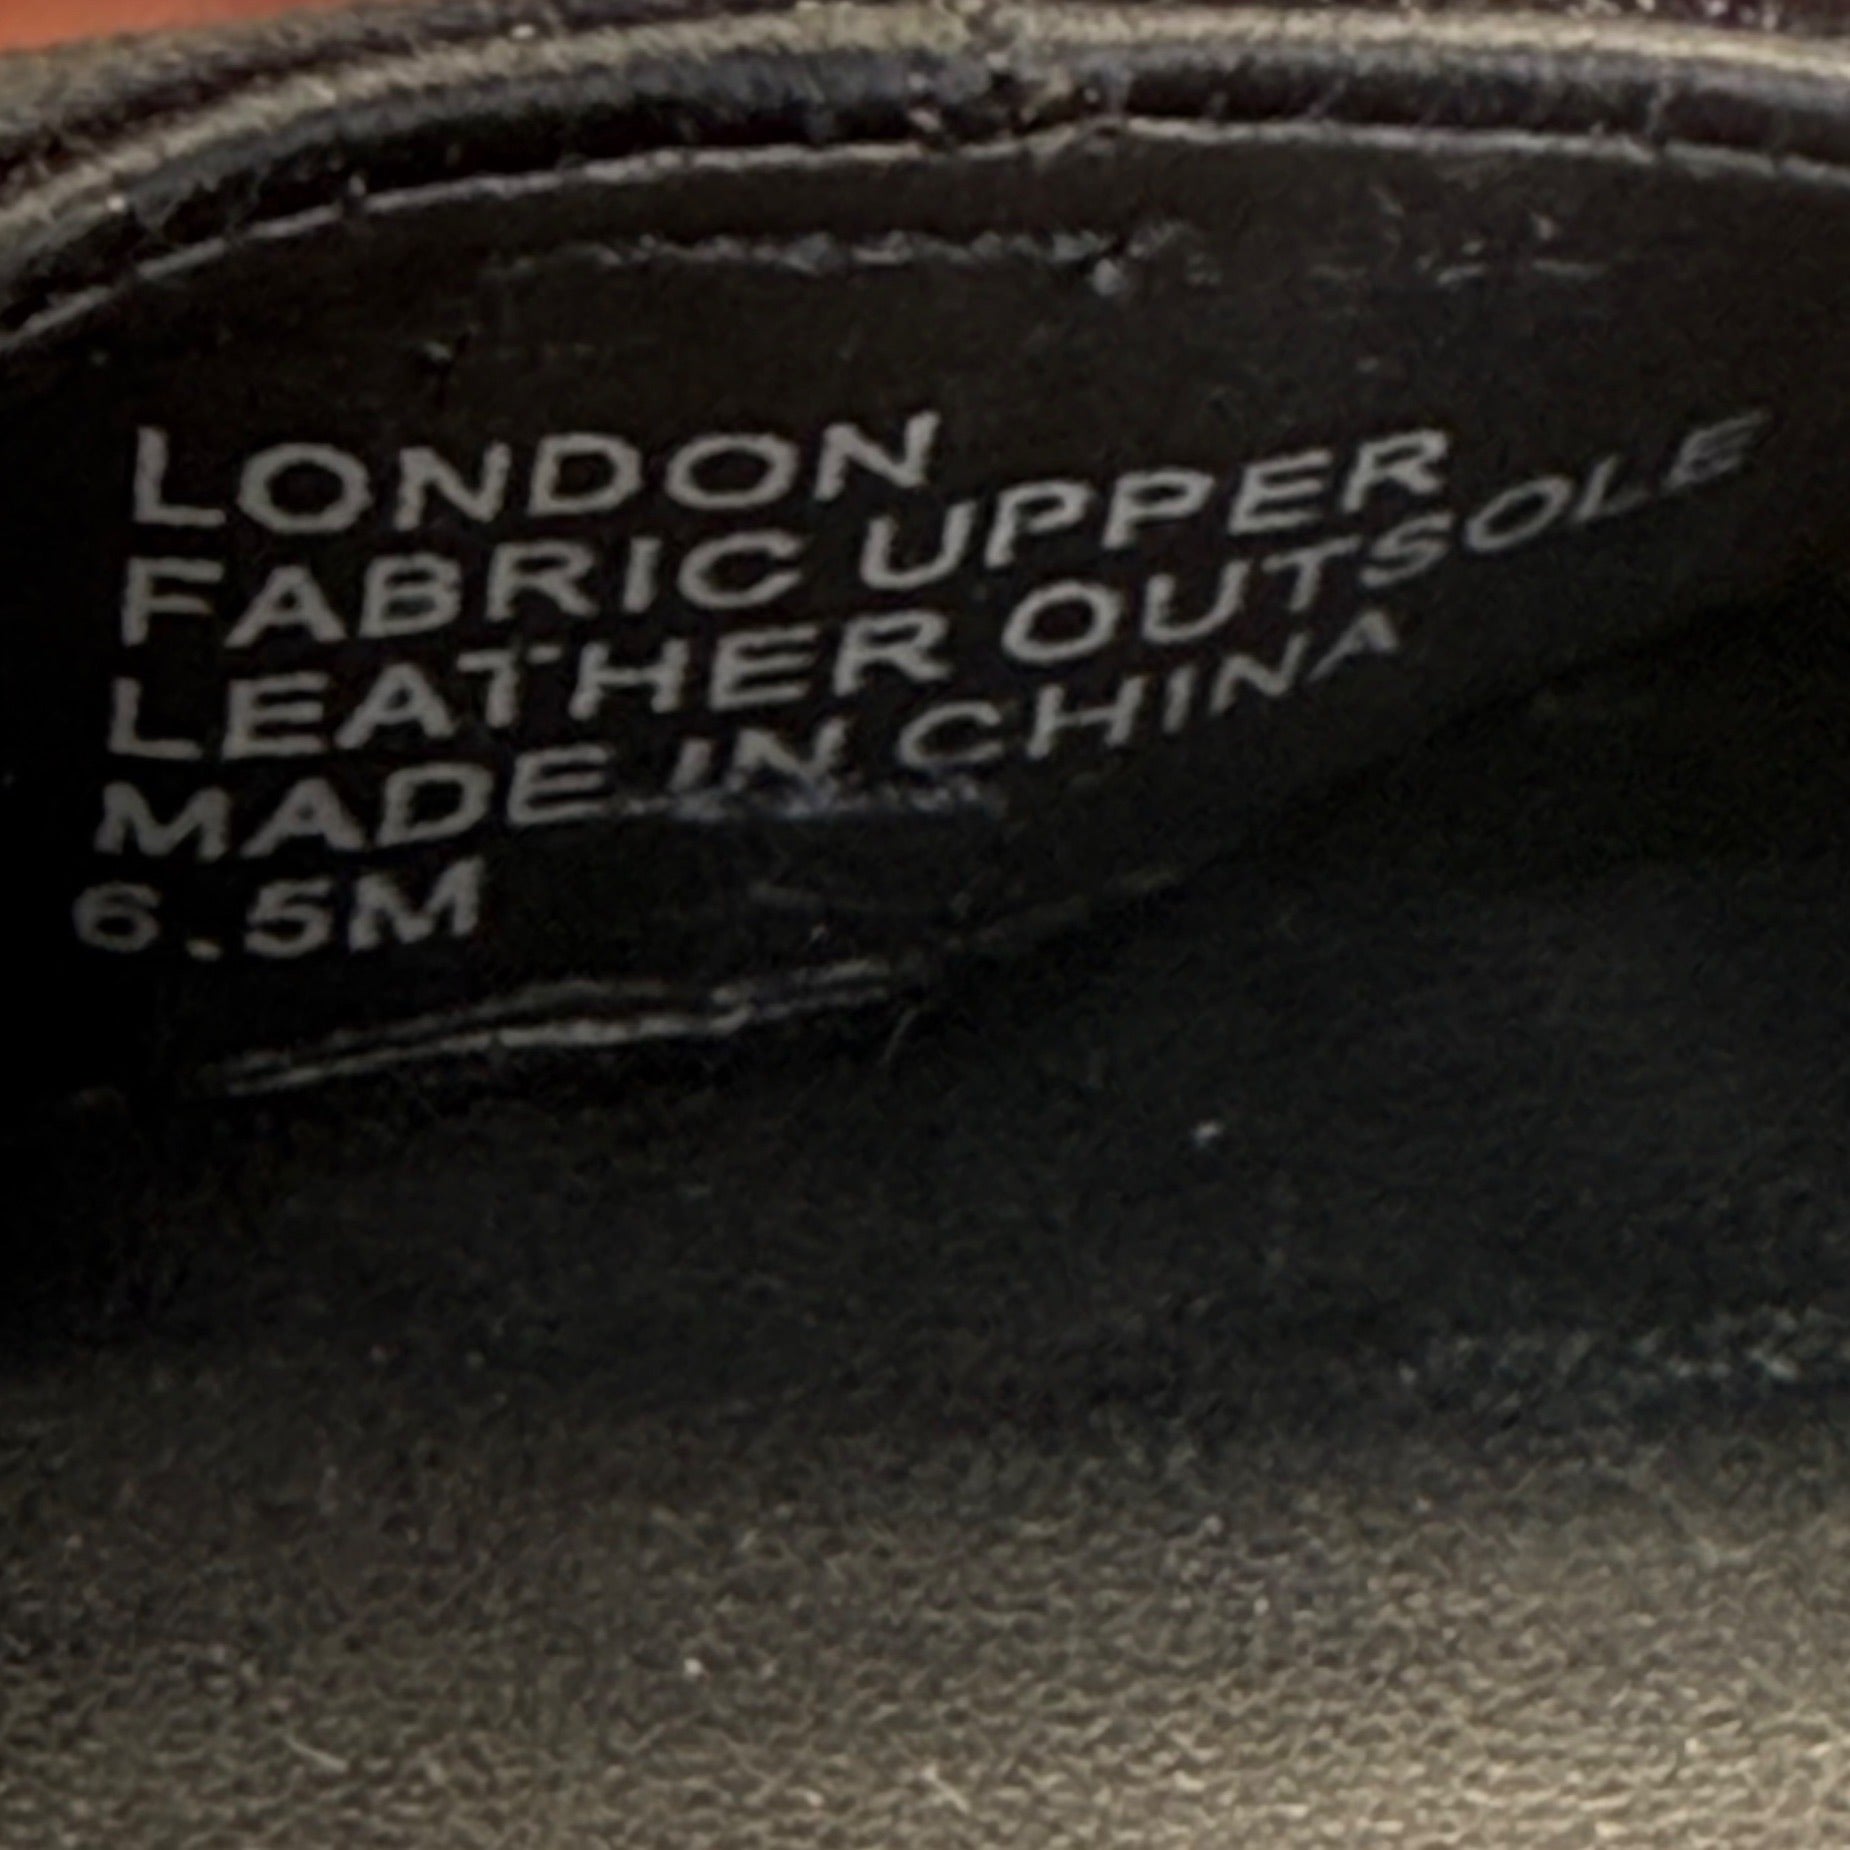 LONDON
FABRIC UPPER
LEATHER OUTSOLE
MADE IN CHINA
6.5M